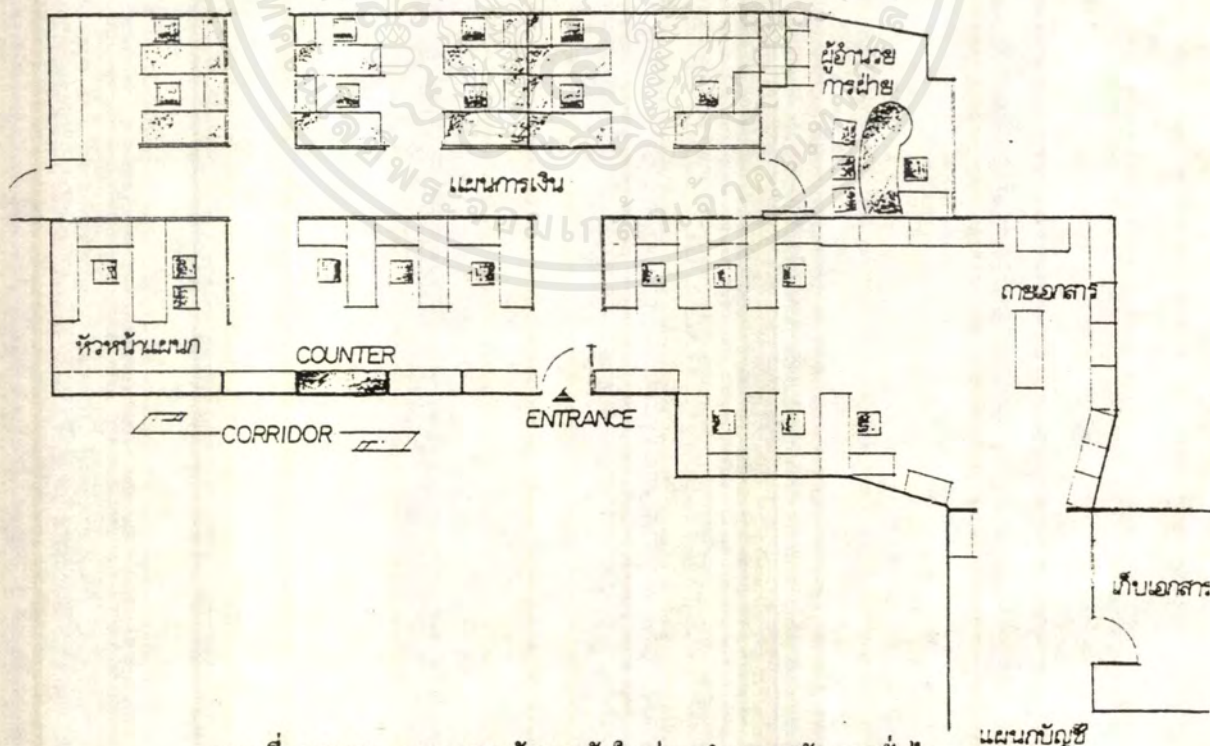 ผู้อำนวย
การฝ่าย
แผนการเงิน
ถ่ายเอกสาร
หัวหน้าแผนก
COUNTER
ENTRANCE
CORRIDOR
เก็บเอกสาร
แผนกบัญชี